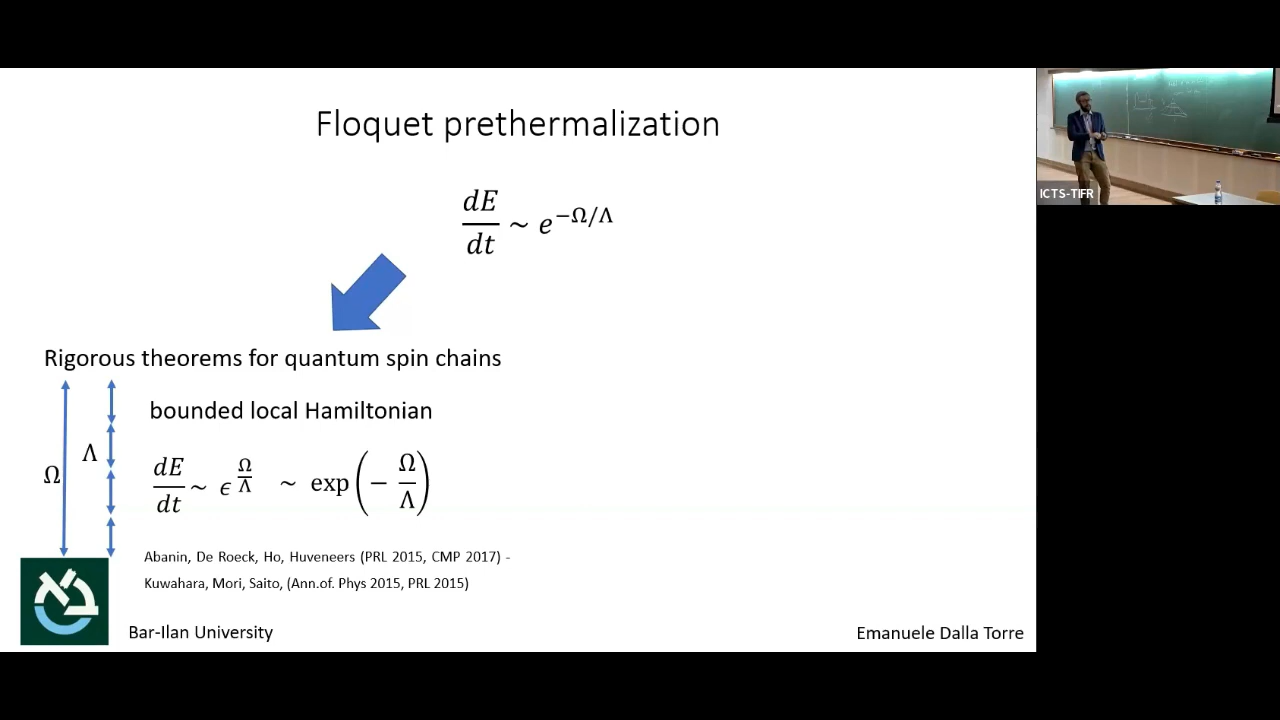 Floquet prethermalization
dE/dt ~ e^{−Ω/Λ}
Rigorous theorems for quantum spin chains
bounded local Hamiltonian
Λ
Ω
dE/dt ~ ϵ^{Ω/Λ} ~ exp(−Ω/Λ)
Abanin, De Roeck, Ho, Huveneers (PRL 2015, CMP 2017) -
Kuwahara, Mori, Saito, (Ann.of. Phys 2015, PRL 2015)
Bar-Ilan University
Emanuele Dalla Torre
ICTS-TIFR